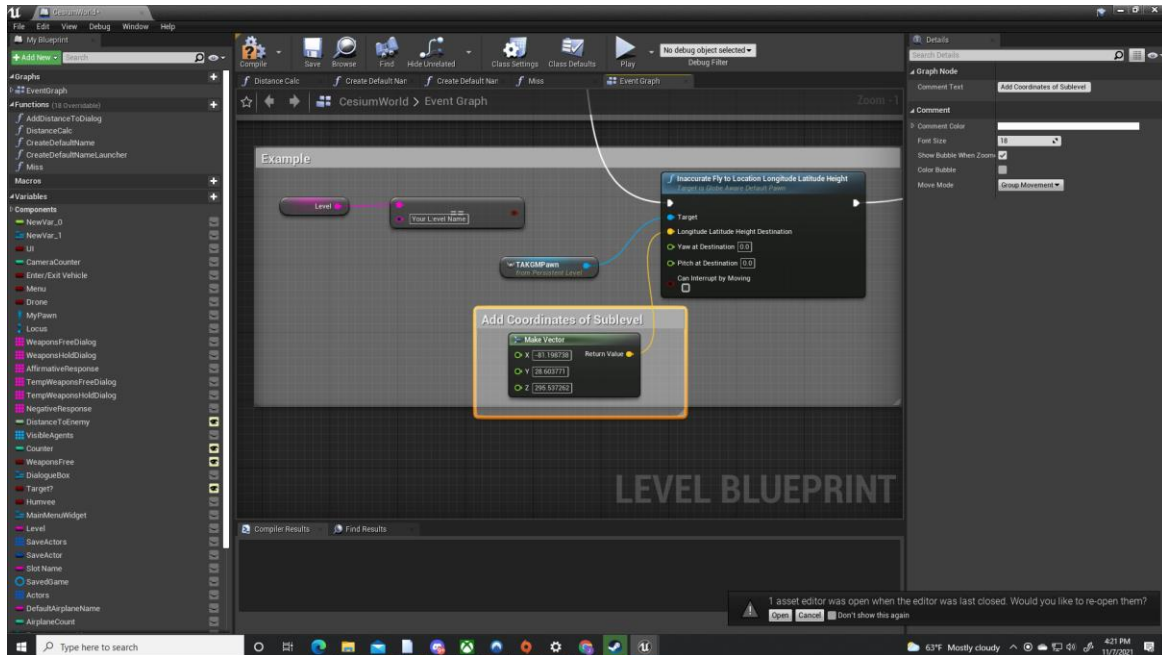 CesiumWorld*
File Edit View Debug Window Help
My Blueprint
Details
+Add New
Search
Compile
Save
Browse
Find
Hide Unrelated
Class Settings
Class Defaults
Play
No debug object selected
Debug Filter
Search Details
Graphs
EventGraph
Functions (18 Overridable)
AddDistanceToDialog
DistanceCalc
CreateDefaultName
CreateDefaultNameLauncher
Miss
Macros
Variables
Components
NewVar_0
NewVar_1
UI
CameraCounter
Enter/Exit Vehicle
Menu
Drone
MyPawn
Locus
WeaponsFreeDialog
WeaponsHoldDialog
AffirmativeResponse
TempWeaponsFreeDialog
TempWeaponsHoldDialog
NegativeResponse
DistanceToEnemy
VisibleAgents
Counter
WeaponsFree
DialogueBox
Target?
Humvee
MainMenuWidget
Level
SaveActors
SaveActor
Slot Name
SavedGame
Actors
DefaultAirplaneName
AirplaneCount
Distance Calc
Create Default Nar
Create Default Nar
Miss
Event Graph
CesiumWorld > Event Graph
Zoom -1
Example
Level
==
Your L'evel Name
TAKGMPawn
from Persistent Level
Inaccurate Fly to Location Longitude Latitude Height
Target is Globe Aware Default Pawn
Target
Longitude Latitude Height Destination
Yaw at Destination 0.0
Pitch at Destination 0.0
Can Interrupt by Moving
Add Coordinates of Sublevel
Make Vector
X -81.198738 Return Value
Y 28.603771
Z 295.537262
LEVEL BLUEPRINT
Compiler Results
Find Results
Graph Node
Comment Text Add Coordinates of Sublevel
Comment
Comment Color
Font Size 18
Show Bubble When Zoom
Color Bubble
Move Mode Group Movement
1 asset editor was open when the editor was last closed. Would you like to re-open them?
Open Cancel Don't show this again
Type here to search
63°F Mostly cloudy
4:21 PM
11/7/2021